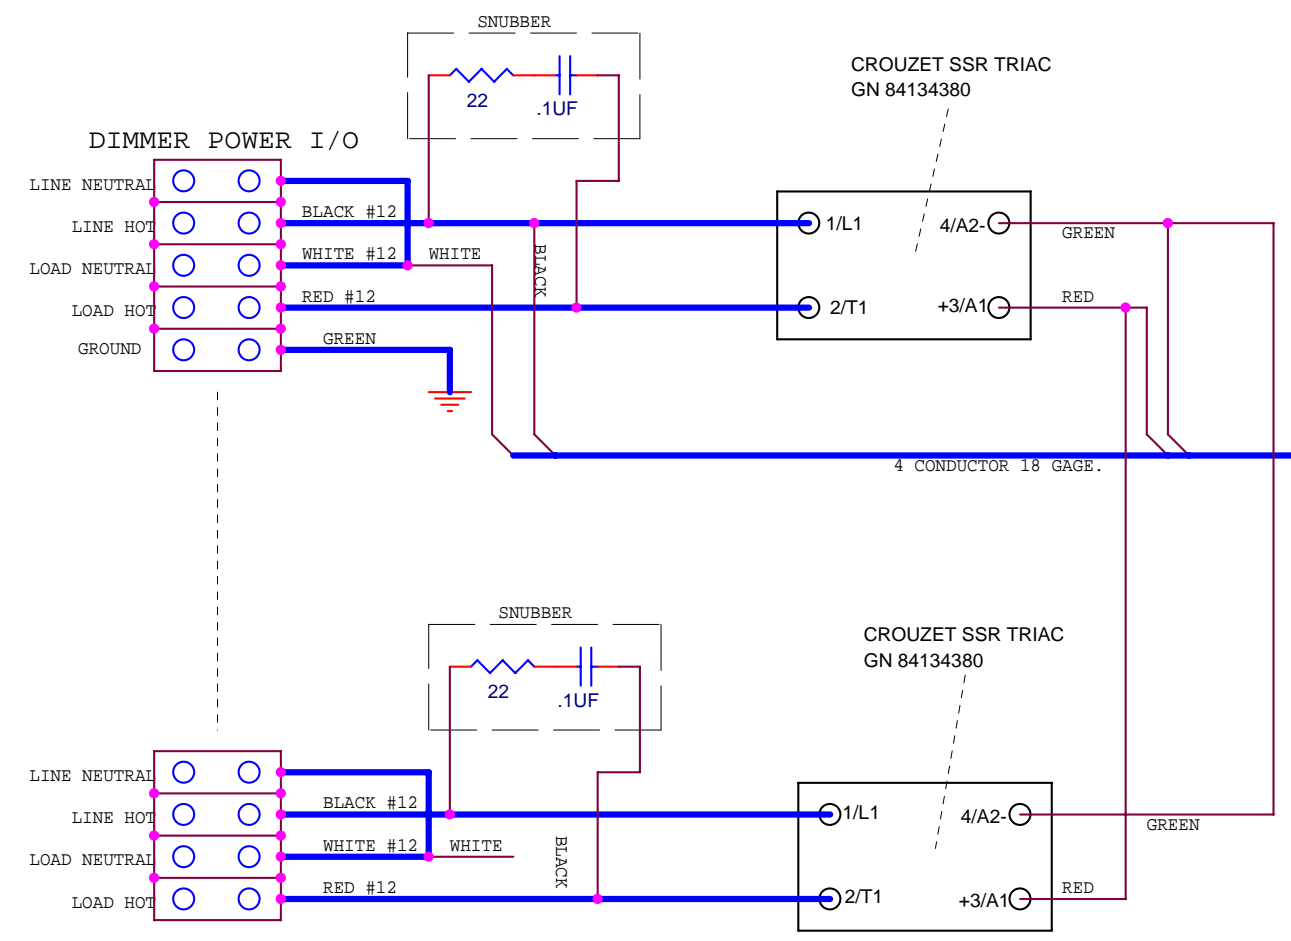 SNUBBER
CROUZET SSR TRIAC
GN 84134380
22
.1UF
DIMMER POWER I/O
LINE NEUTRAL
LINE HOT
BLACK #12
1/L1
4/A2-
GREEN
LOAD NEUTRAL
WHITE #12
WHITE
BLACK
LOAD HOT
RED #12
2/T1
+3/A1
RED
GROUND
GREEN
4 CONDUCTOR 18 GAGE.
SNUBBER
CROUZET SSR TRIAC
GN 84134380
22
.1UF
LINE NEUTRAL
LINE HOT
BLACK #12
1/L1
4/A2-
GREEN
LOAD NEUTRAL
WHITE #12
WHITE
BLACK
LOAD HOT
RED #12
2/T1
+3/A1
RED